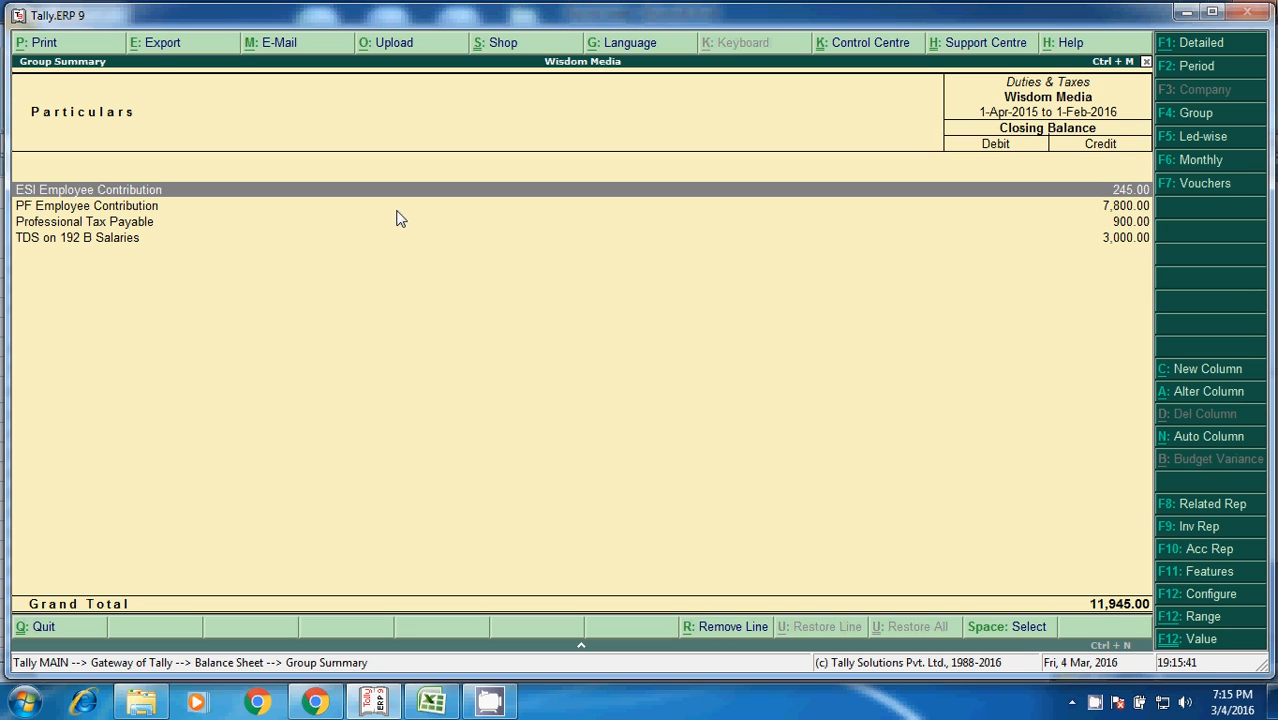 Tally.ERP 9
P: Print E: Export M: E-Mail O: Upload S: Shop G: Language K: Keyboard K: Control Centre H: Support Centre H: Help
Group Summary Wisdom Media Ctrl + M
Particulars
Duties & Taxes
Wisdom Media
1-Apr-2015 to 1-Feb-2016
Closing Balance
Debit Credit
ESI Employee Contribution 245.00
PF Employee Contribution 7,800.00
Professional Tax Payable 900.00
TDS on 192 B Salaries 3,000.00
Grand Total 11,945.00
Q: Quit R: Remove Line U: Restore Line U: Restore All Space: Select
Ctrl + N
Tally MAIN --> Gateway of Tally --> Balance Sheet --> Group Summary (c) Tally Solutions Pvt. Ltd., 1988-2016 Fri, 4 Mar, 2016 19:15:41
F1: Detailed
F2: Period
F3: Company
F4: Group
F5: Led-wise
F6: Monthly
F7: Vouchers
C: New Column
A: Alter Column
D: Del Column
N: Auto Column
B: Budget Variance
F8: Related Rep
F9: Inv Rep
F10: Acc Rep
F11: Features
F12: Configure
F12: Range
F12: Value
Tally ERP 9
7:15 PM
3/4/2016